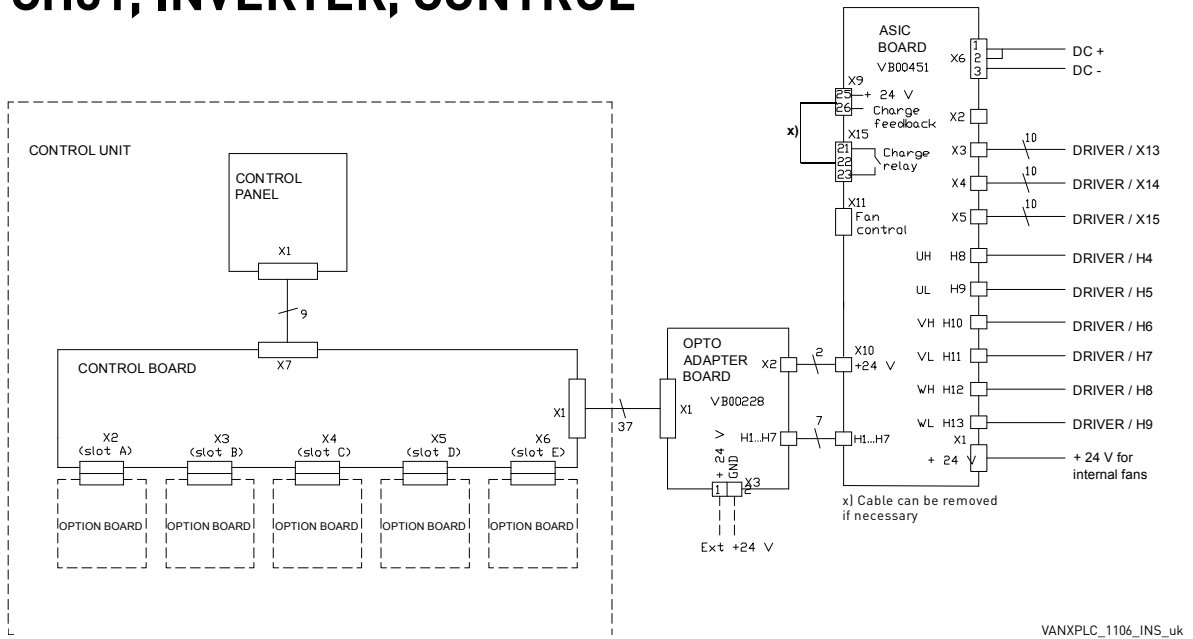 CH61, INVERTER, CONTROL
CONTROL UNIT
CONTROL
PANEL
X1
9
X7
CONTROL BOARD
X1
37
X2
(slot A)
X3
(slot B)
X4
(slot C)
X5
(slot D)
X6
(slot E)
OPTION BOARD
OPTION BOARD
OPTION BOARD
OPTION BOARD
OPTION BOARD
OPTO
ADAPTER
BOARD
VB00228
X1
X2
2
H1...H7
7
+ 24 V
GND
1
2
X3
Ext +24 V
ASIC
BOARD
VB00451
X6
1
2
3
DC +
DC -
X9
25
+ 24 V
26
Charge
feedback
x)
X15
21
22
23
Charge
relay
X11
Fan
control
X2
X3
10
DRIVER / X13
X4
10
DRIVER / X14
X5
10
DRIVER / X15
UH H8
DRIVER / H4
UL H9
DRIVER / H5
VH H10
DRIVER / H6
VL H11
DRIVER / H7
WH H12
DRIVER / H8
WL H13
DRIVER / H9
X10
+24 V
H1...H7
X1
+ 24 V
+ 24 V for
internal fans
x) Cable can be removed
if necessary
VANXPLC_1106_INS_uk